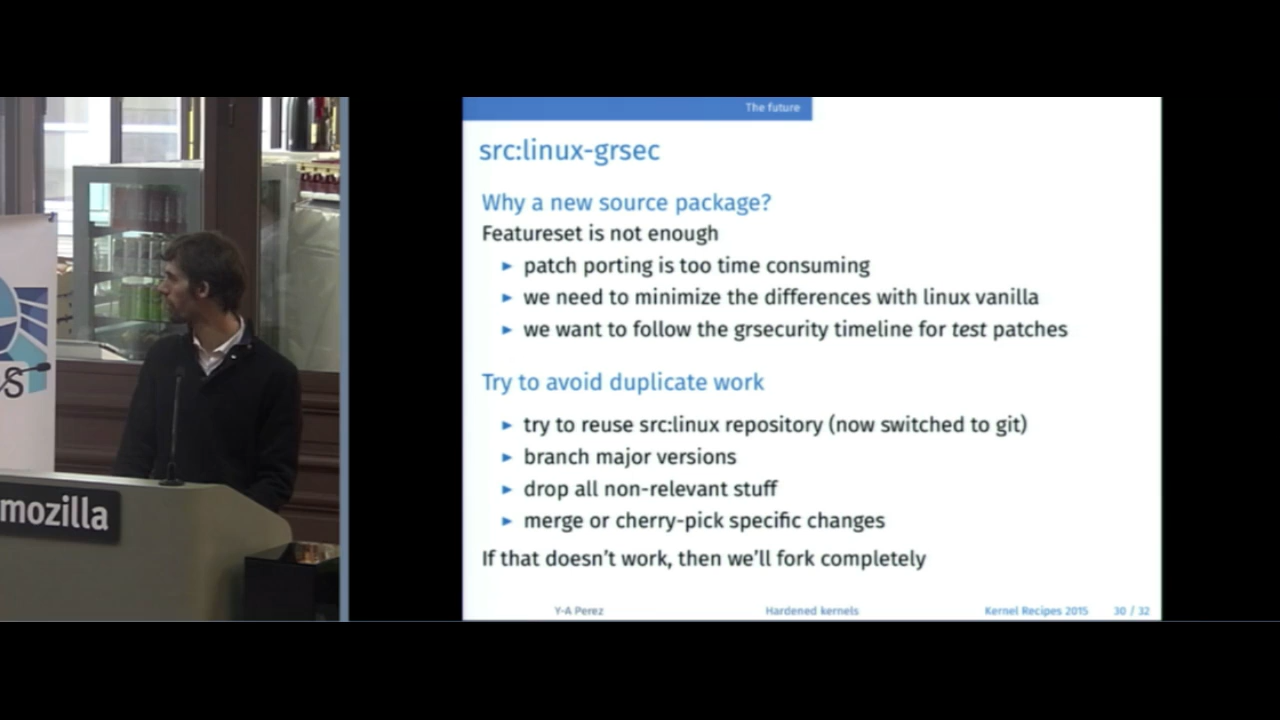 The future
src:linux-grsec
Why a new source package?
Featureset is not enough
patch porting is too time consuming
we need to minimize the differences with linux vanilla
we want to follow the grsecurity timeline for test patches
Try to avoid duplicate work
try to reuse src:linux repository (now switched to git)
branch major versions
drop all non-relevant stuff
merge or cherry-pick specific changes
If that doesn't work, then we'll fork completely
Y-A Perez Hardened kernels Kernel Recipes 2015 30 / 32
mozilla